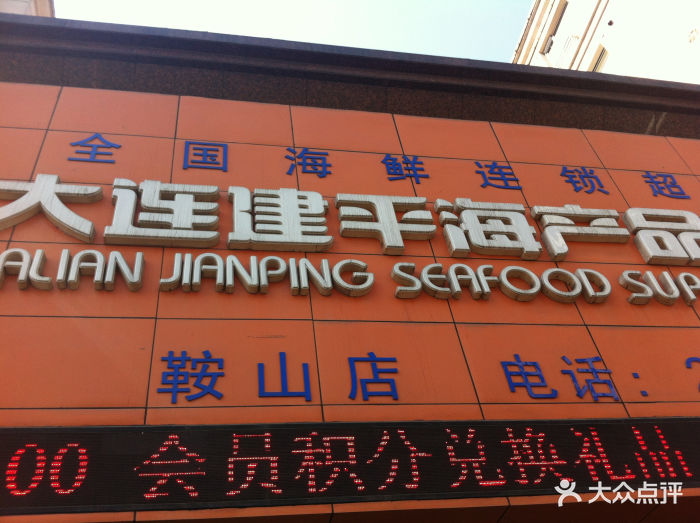 全国海鲜连锁超
大连建平海产品
ALIAN JIANPING SEAFOOD SUP
鞍山店 电话：
00 会员积分兑换礼品
大众点评